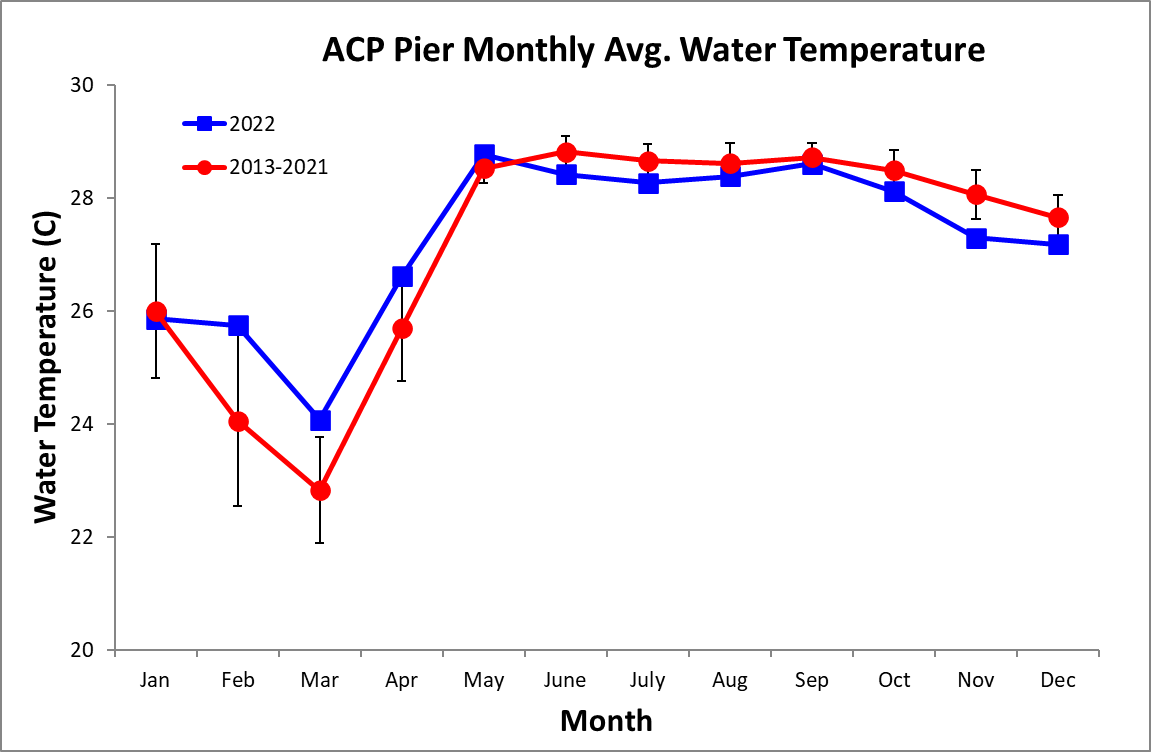 ACP Pier Monthly Avg. Water Temperature
30
2022
2013-2021
28
26
24
22
20
Water Temperature (C)
Jan Feb Mar Apr May June July Aug Sep Oct Nov Dec
Month